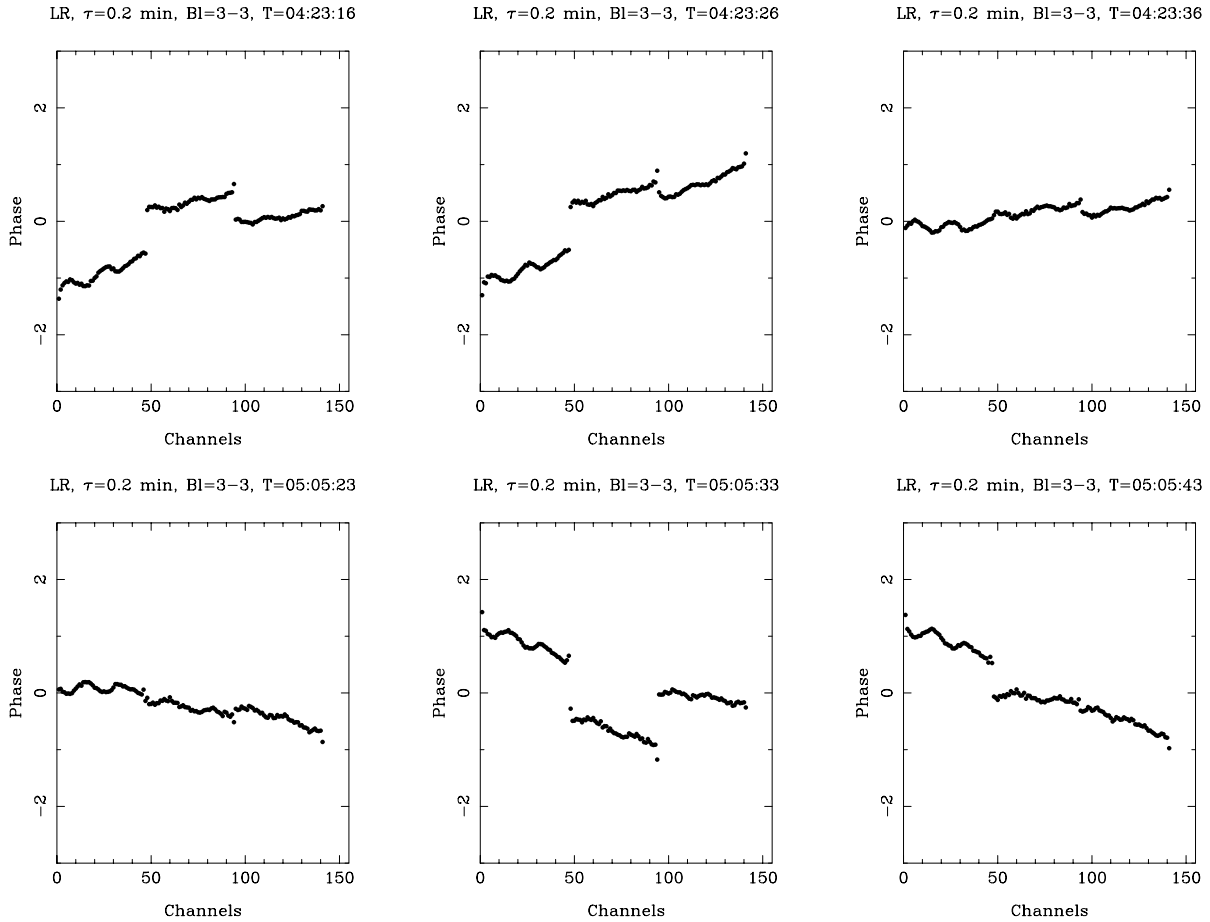 LR, τ=0.2 min, Bl=3−3, T=04:23:16
LR, τ=0.2 min, Bl=3−3, T=04:23:26
LR, τ=0.2 min, Bl=3−3, T=04:23:36
Phase
2
0
−2
0
50
100
150
Channels
Phase
2
0
−2
0
50
100
150
Channels
Phase
2
0
−2
0
50
100
150
Channels
LR, τ=0.2 min, Bl=3−3, T=05:05:23
LR, τ=0.2 min, Bl=3−3, T=05:05:33
LR, τ=0.2 min, Bl=3−3, T=05:05:43
Phase
2
0
−2
0
50
100
150
Channels
Phase
2
0
−2
0
50
100
150
Channels
Phase
2
0
−2
0
50
100
150
Channels